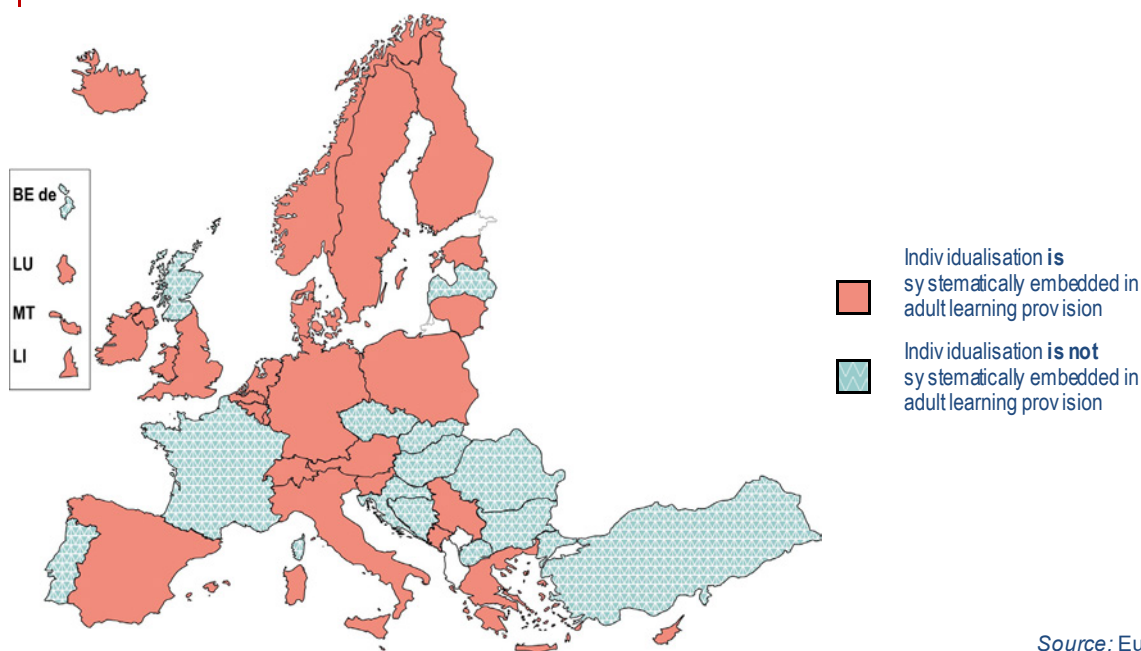 BE de
LU
MT
LI
Individualisation is
systematically embedded in
adult learning provision
Individualisation is not
systematically embedded in
adult learning provision
Source: Eu